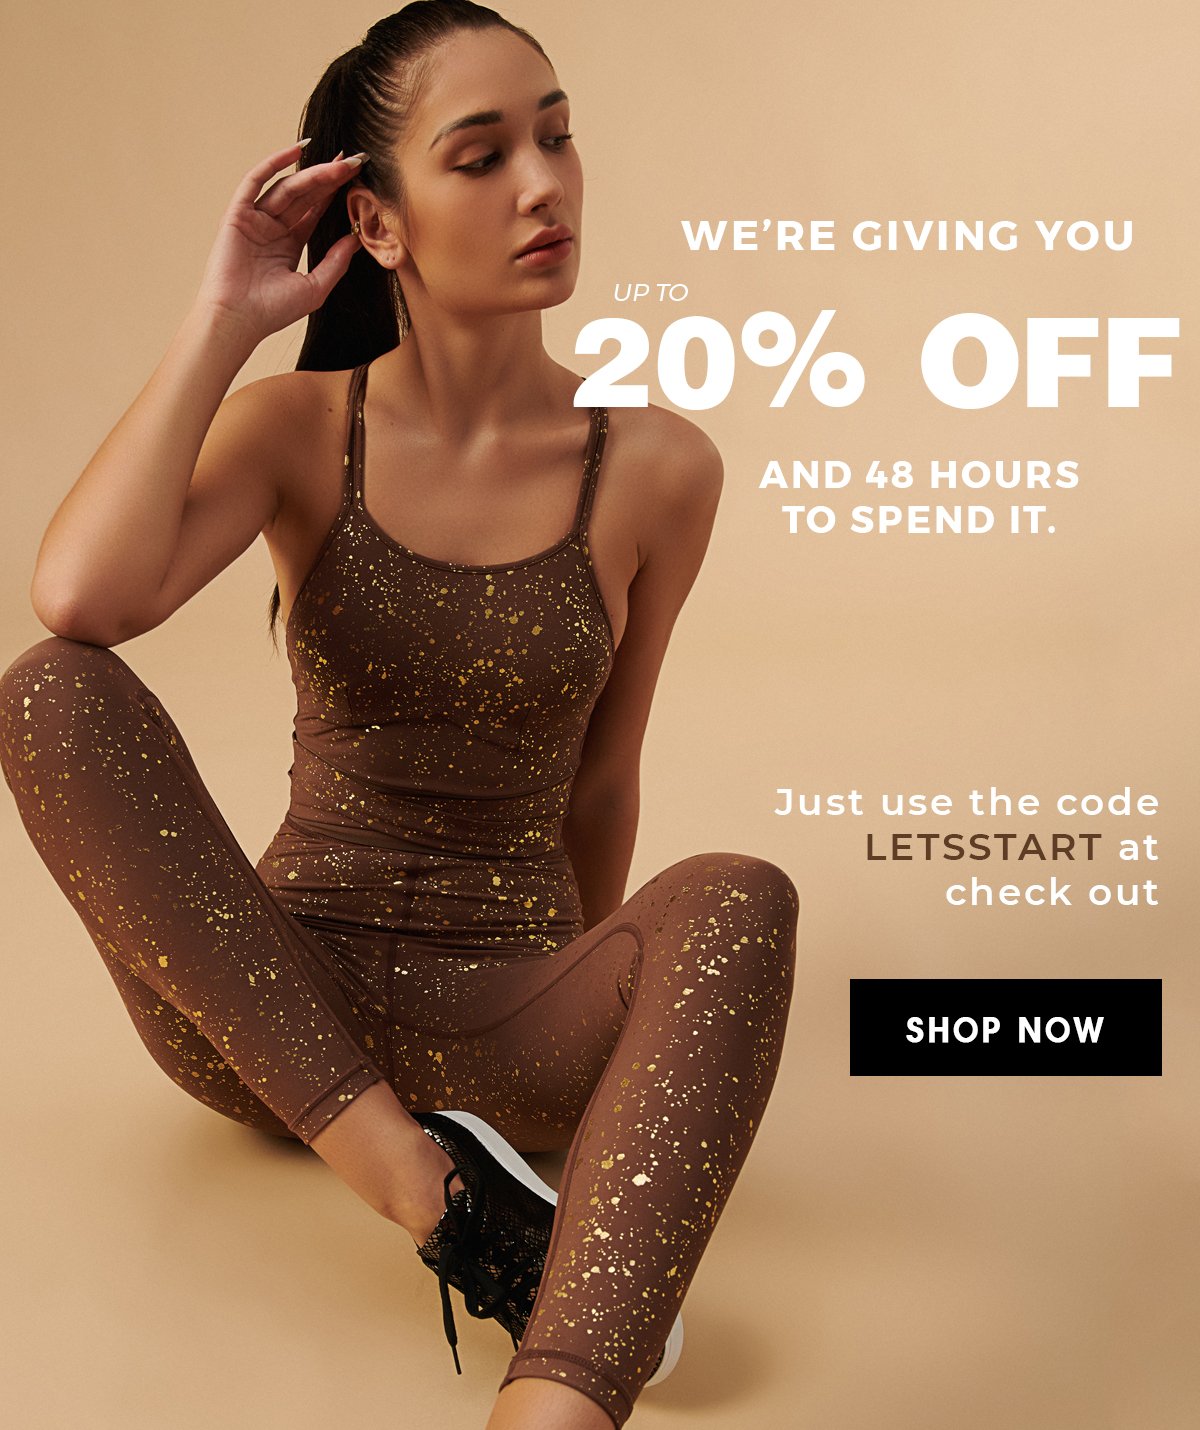 WE’RE GIVING YOU
UP TO
20% OFF
AND 48 HOURS
TO SPEND IT.
Just use the code
LETSSTART at
check out
SHOP NOW